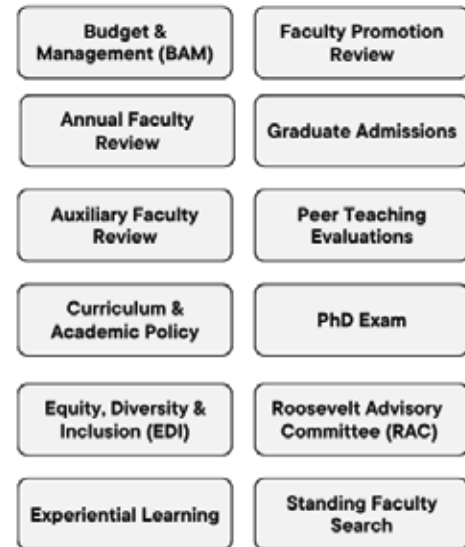 Budget &
Management (BAM)
Faculty Promotion
Review
Annual Faculty
Review
Graduate Admissions
Auxiliary Faculty
Review
Peer Teaching
Evaluations
Curriculum &
Academic Policy
PhD Exam
Equity, Diversity &
Inclusion (EDI)
Roosevelt Advisory
Committee (RAC)
Experiential Learning
Standing Faculty
Search